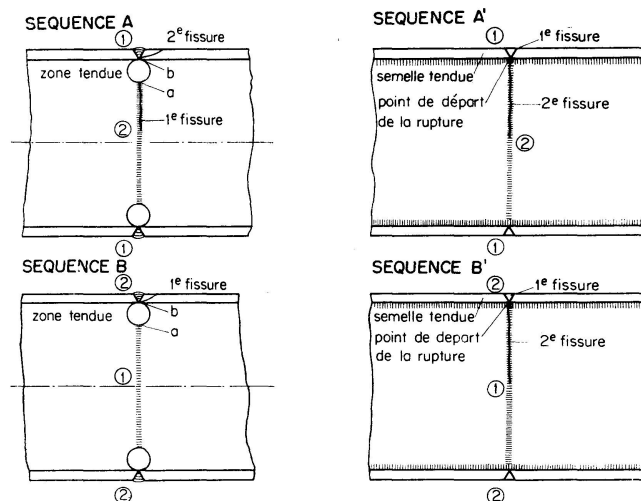 SEQUENCE A
① 2e fissure
zone tendue
b
a
1e fissure
②
①
SEQUENCE A'
① 1e fissure
semelle tendue
point de départ
de la rupture
2e fissure
②
①
SEQUENCE B
② 1e fissure
zone tendue
b
a
①
②
SEQUENCE B'
② 1e fissure
semelle tendue
point de depart
de la rupture
2e fissure
①
②